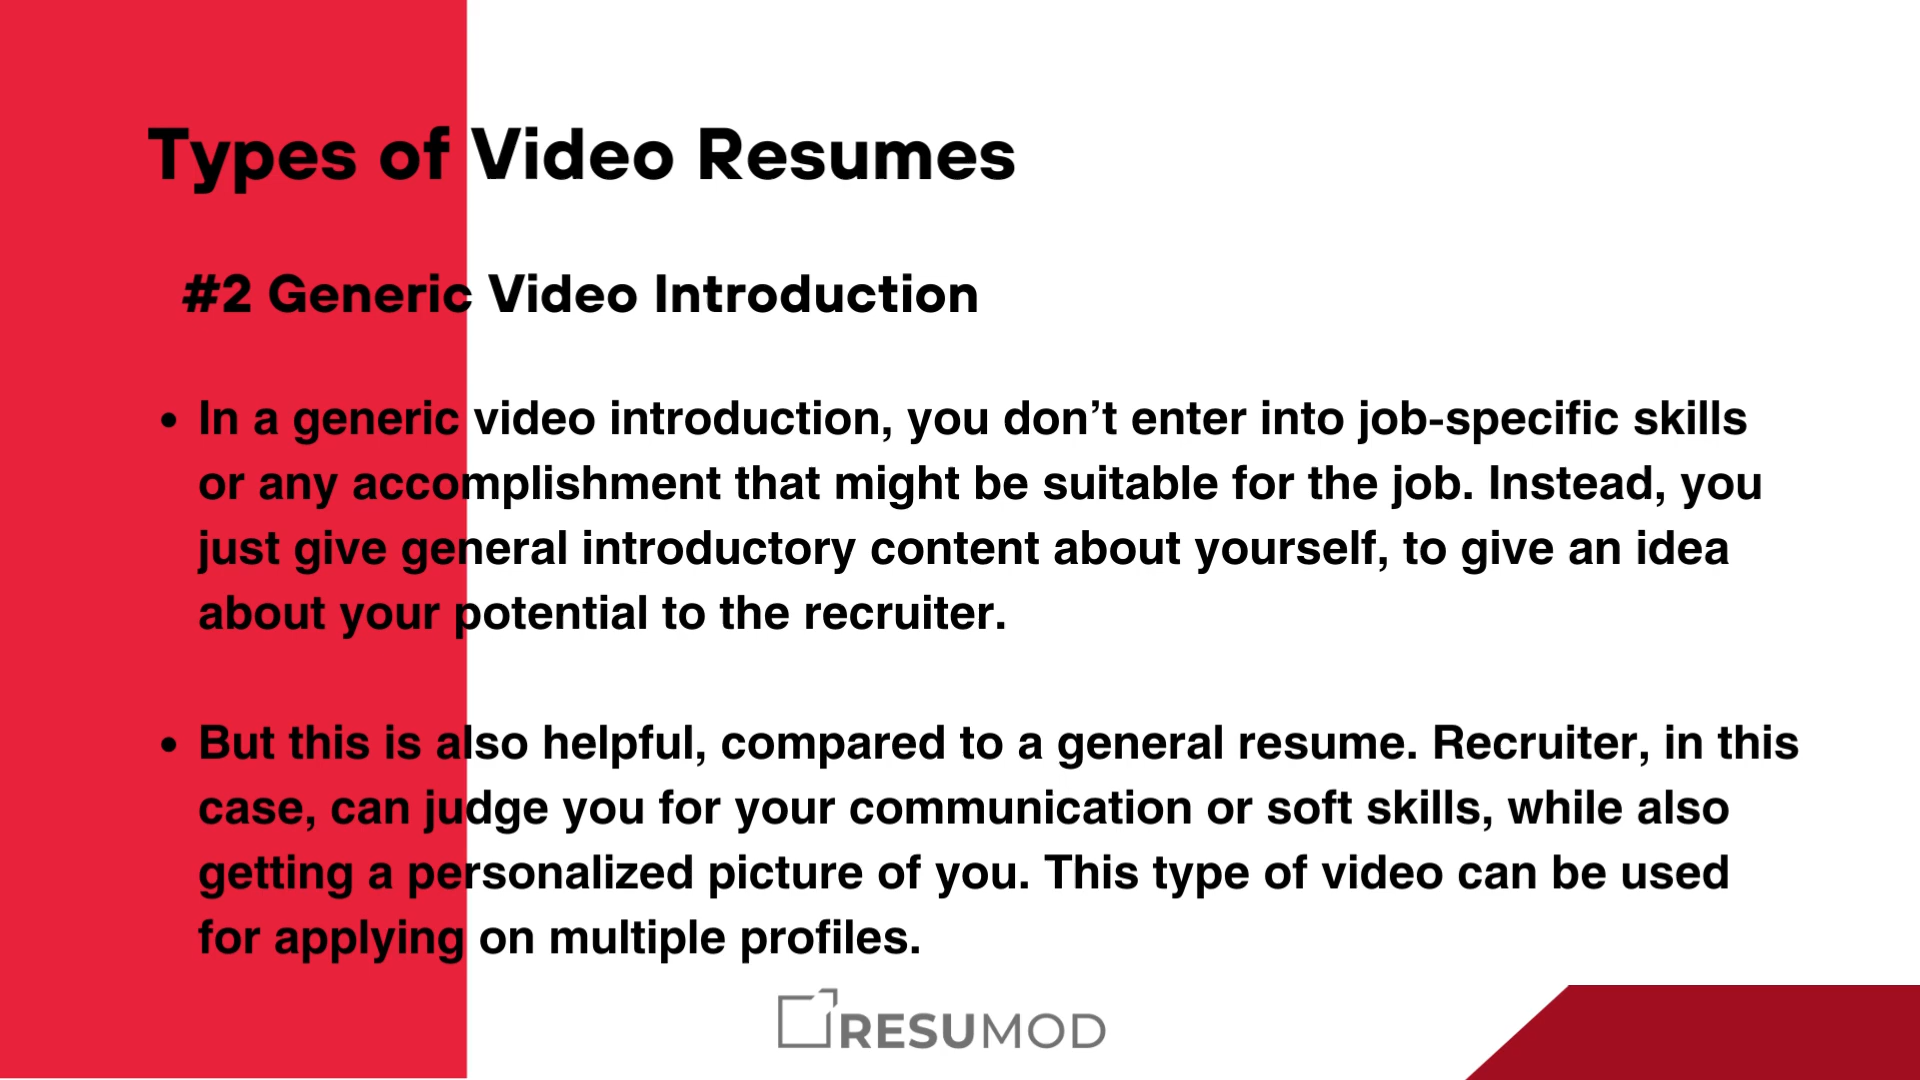 Types of Video Resumes
#2 Generic Video Introduction
• In a generic video introduction, you don’t enter into job-specific skills
or any accomplishment that might be suitable for the job. Instead, you
just give general introductory content about yourself, to give an idea
about your potential to the recruiter.
• But this is also helpful, compared to a general resume. Recruiter, in this
case, can judge you for your communication or soft skills, while also
getting a personalized picture of you. This type of video can be used
for applying on multiple profiles.
RESUMOD